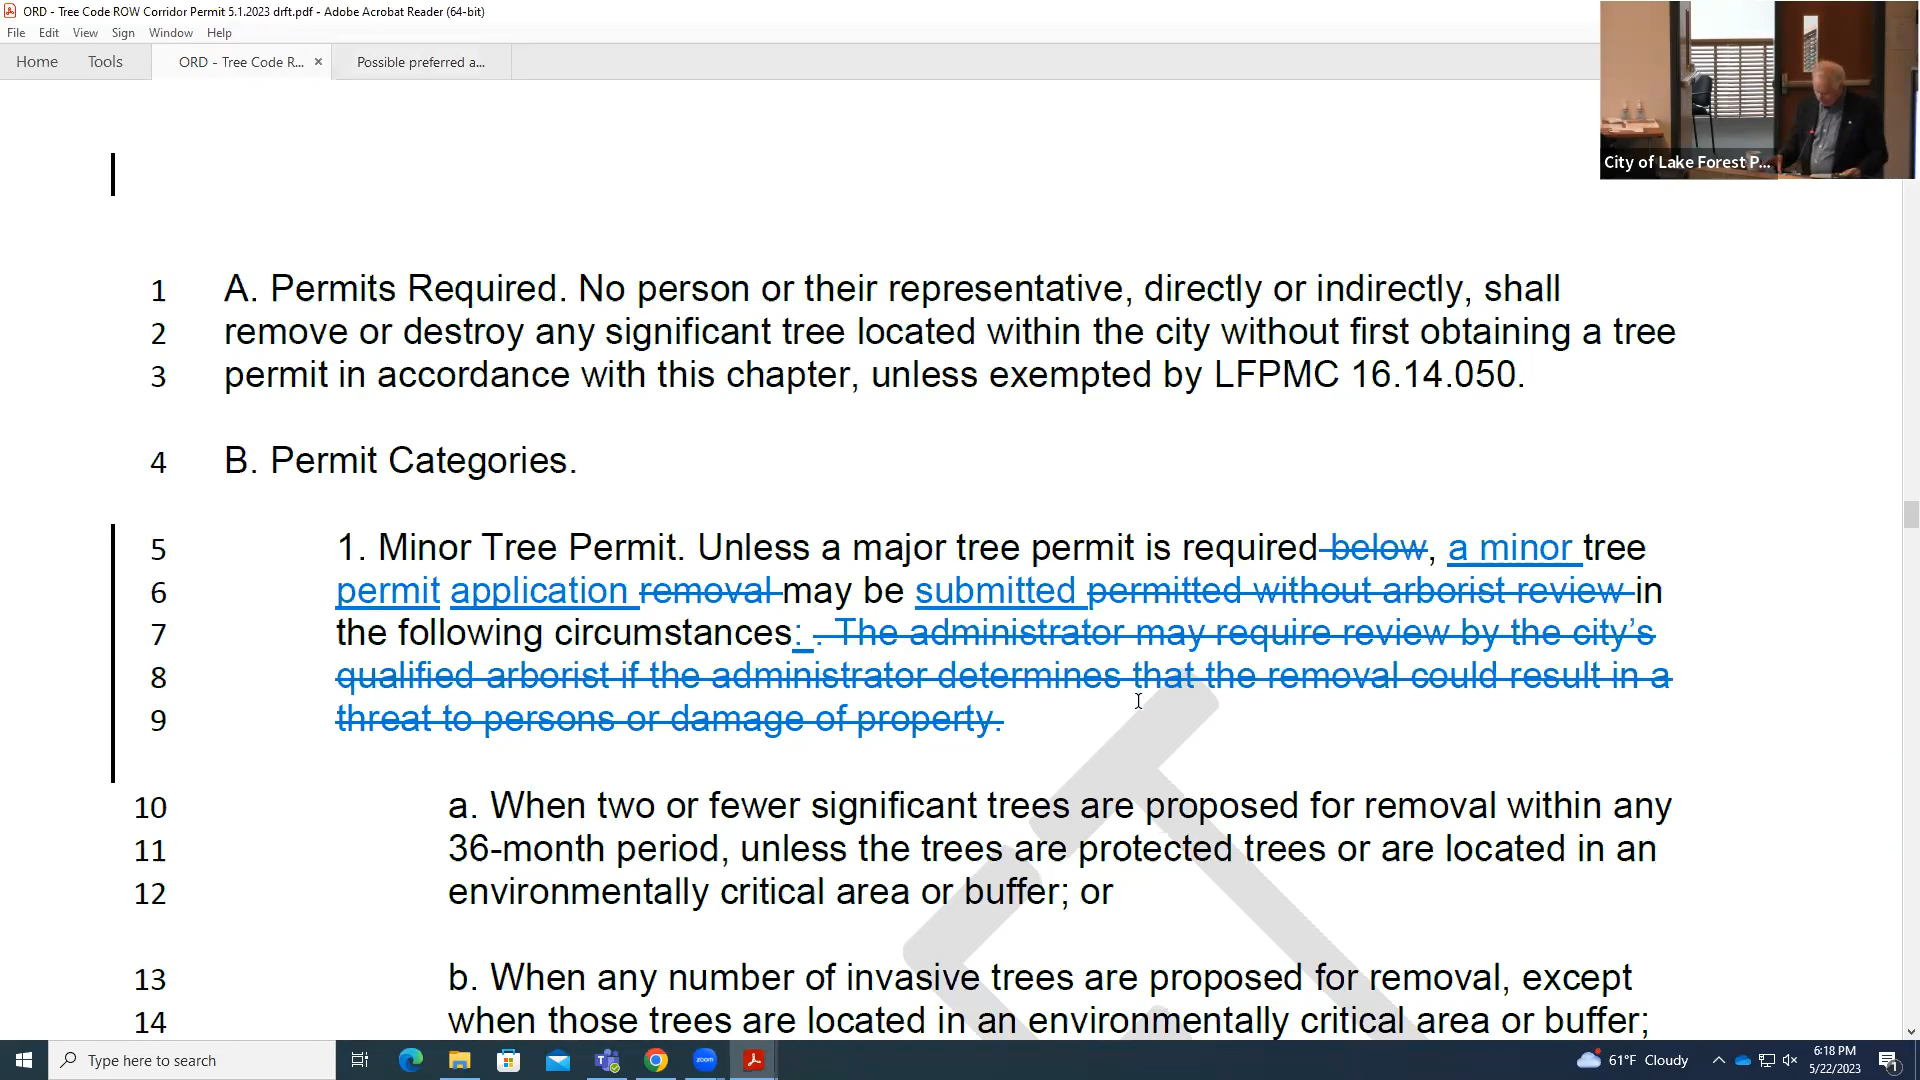 ORD - Tree Code ROW Corridor Permit 5.1.2023 drft.pdf - Adobe Acrobat Reader (64-bit)
File Edit View Sign Window Help
Home Tools ORD - Tree Code R... × Possible preferred a...
City of Lake Forest P...
1 A. Permits Required. No person or their representative, directly or indirectly, shall
2 remove or destroy any significant tree located within the city without first obtaining a tree
3 permit in accordance with this chapter, unless exempted by LFPMC 16.14.050.
4 B. Permit Categories.
5 1. Minor Tree Permit. Unless a major tree permit is required below, a minor tree
6 permit application removal may be submitted permitted without arborist review in
7 the following circumstances: . The administrator may require review by the city’s
8 qualified arborist if the administrator determines that the removal could result in a
9 threat to persons or damage of property.
10 a. When two or fewer significant trees are proposed for removal within any
11 36-month period, unless the trees are protected trees or are located in an
12 environmentally critical area or buffer; or
13 b. When any number of invasive trees are proposed for removal, except
14 when those trees are located in an environmentally critical area or buffer;
Type here to search
zoom
61°F Cloudy
6:18 PM
5/22/2023
1